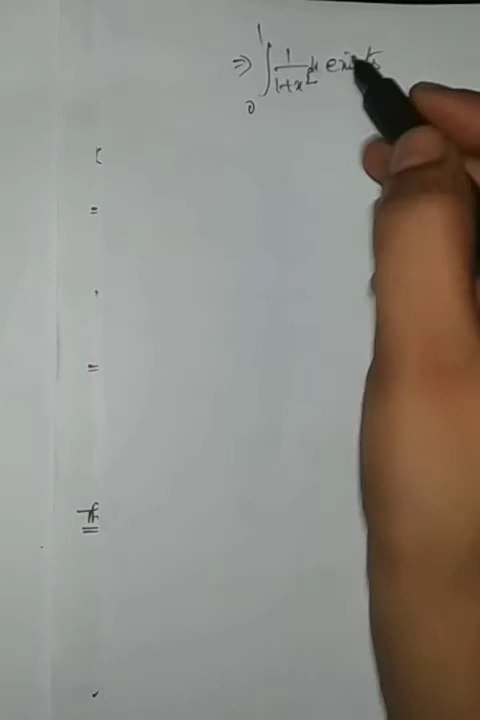 ⇒ ∫₀¹ 1/(1+x²) dx exists
=
=
π